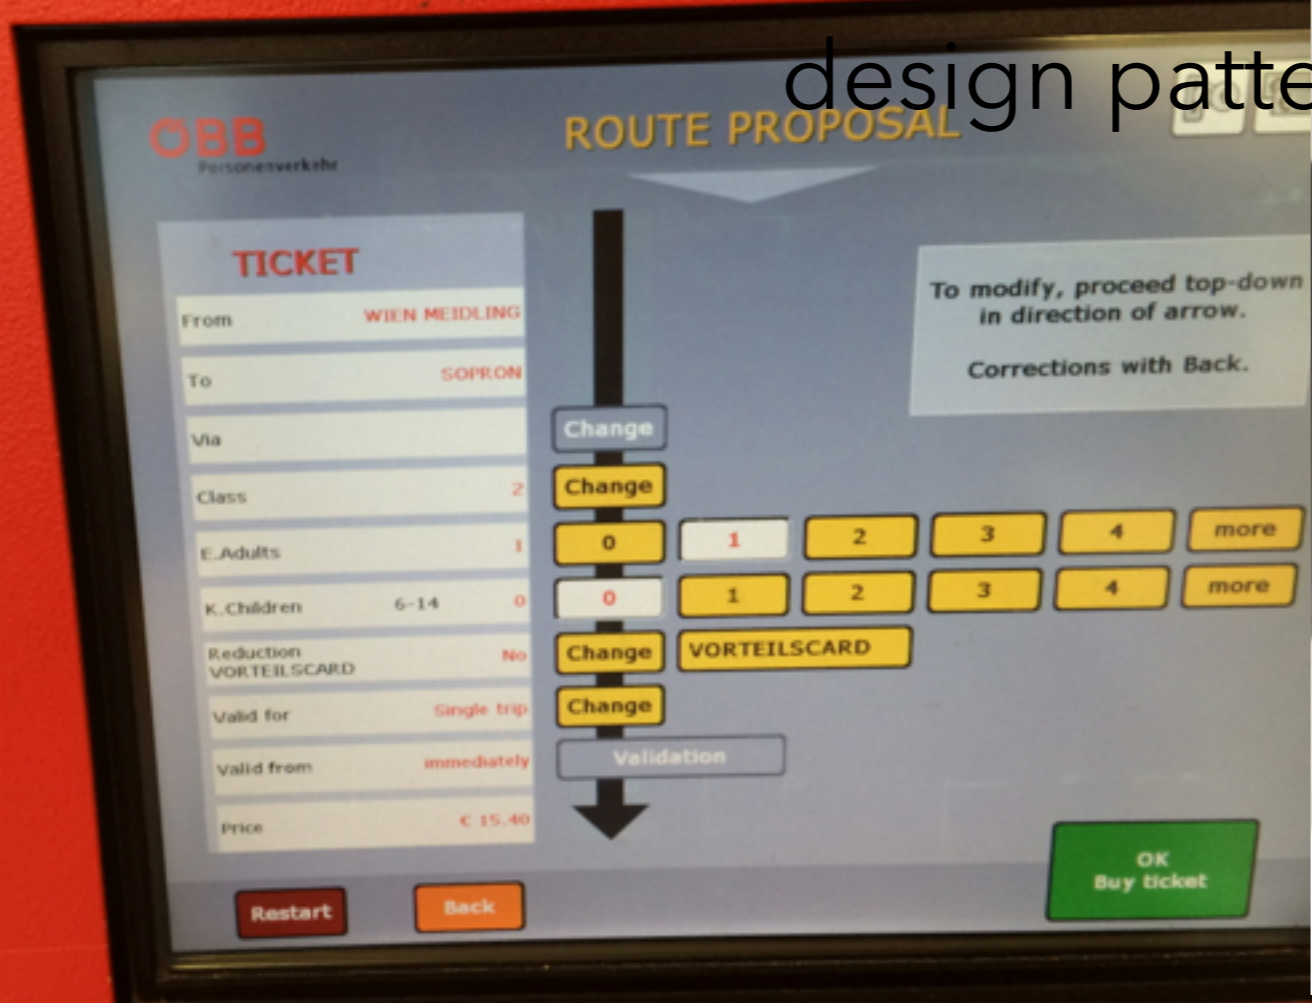 design patte
ÖBB
Personenverkehr
ROUTE PROPOSAL
TICKET
From WIEN MEIDLING
To SOPRON
Via
Class 2
E.Adults 1
K.Children 6-14 0
Reduction No
VORTEILSCARD
Valid for Single trip
Valid from immediately
Price € 15.40
To modify, proceed top-down
in direction of arrow.
Corrections with Back.
Change
Change
0 1 2 3 4 more
0 1 2 3 4 more
Change VORTEILSCARD
Change
Validation
Restart
Back
OK
Buy ticket